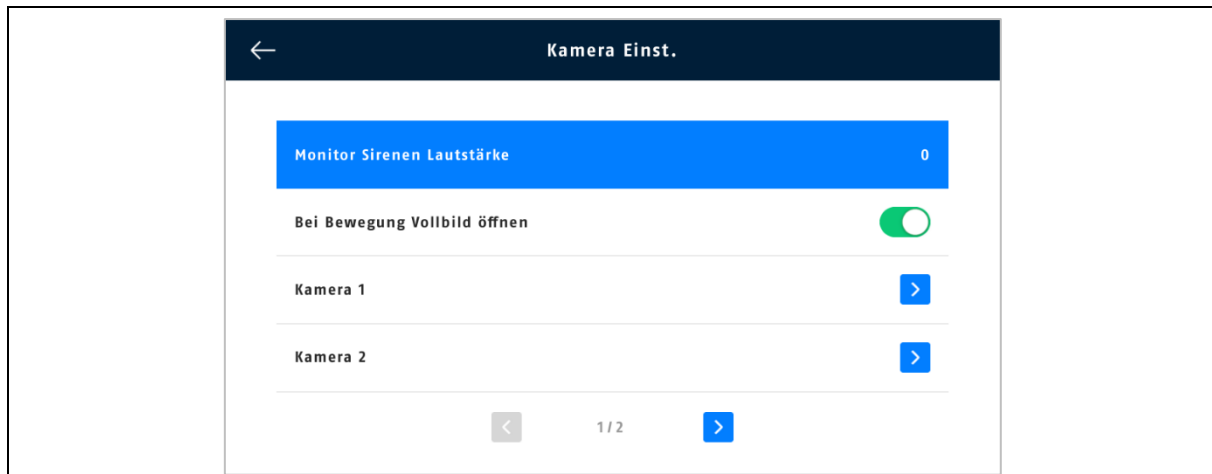 Kamera Einst.
Monitor Sirenen Lautstärke 0
Bei Bewegung Vollbild öffnen
Kamera 1
Kamera 2
1 / 2